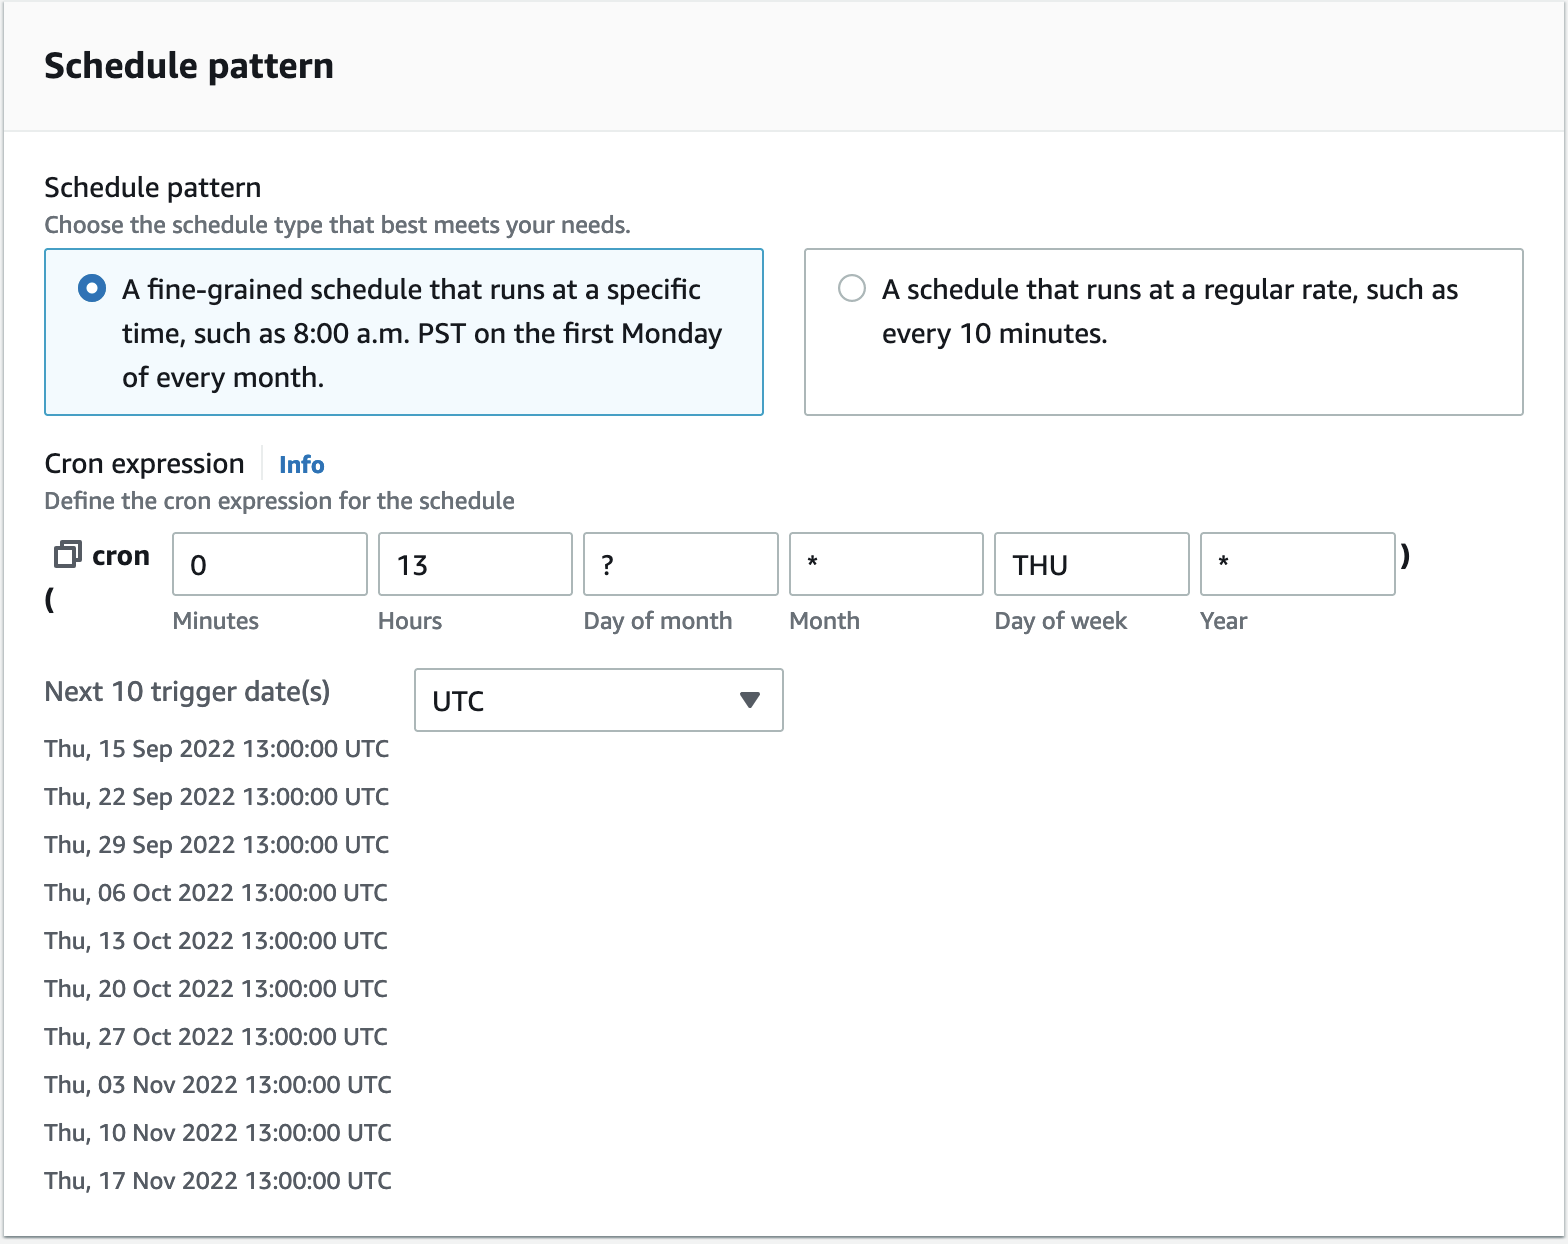 Schedule pattern
Schedule pattern
Choose the schedule type that best meets your needs.
A fine-grained schedule that runs at a specific
time, such as 8:00 a.m. PST on the first Monday
of every month.
A schedule that runs at a regular rate, such as
every 10 minutes.
Cron expression Info
Define the cron expression for the schedule
cron 0 13 ? * THU * )
(
Minutes Hours Day of month Month Day of week Year
Next 10 trigger date(s) UTC
Thu, 15 Sep 2022 13:00:00 UTC
Thu, 22 Sep 2022 13:00:00 UTC
Thu, 29 Sep 2022 13:00:00 UTC
Thu, 06 Oct 2022 13:00:00 UTC
Thu, 13 Oct 2022 13:00:00 UTC
Thu, 20 Oct 2022 13:00:00 UTC
Thu, 27 Oct 2022 13:00:00 UTC
Thu, 03 Nov 2022 13:00:00 UTC
Thu, 10 Nov 2022 13:00:00 UTC
Thu, 17 Nov 2022 13:00:00 UTC